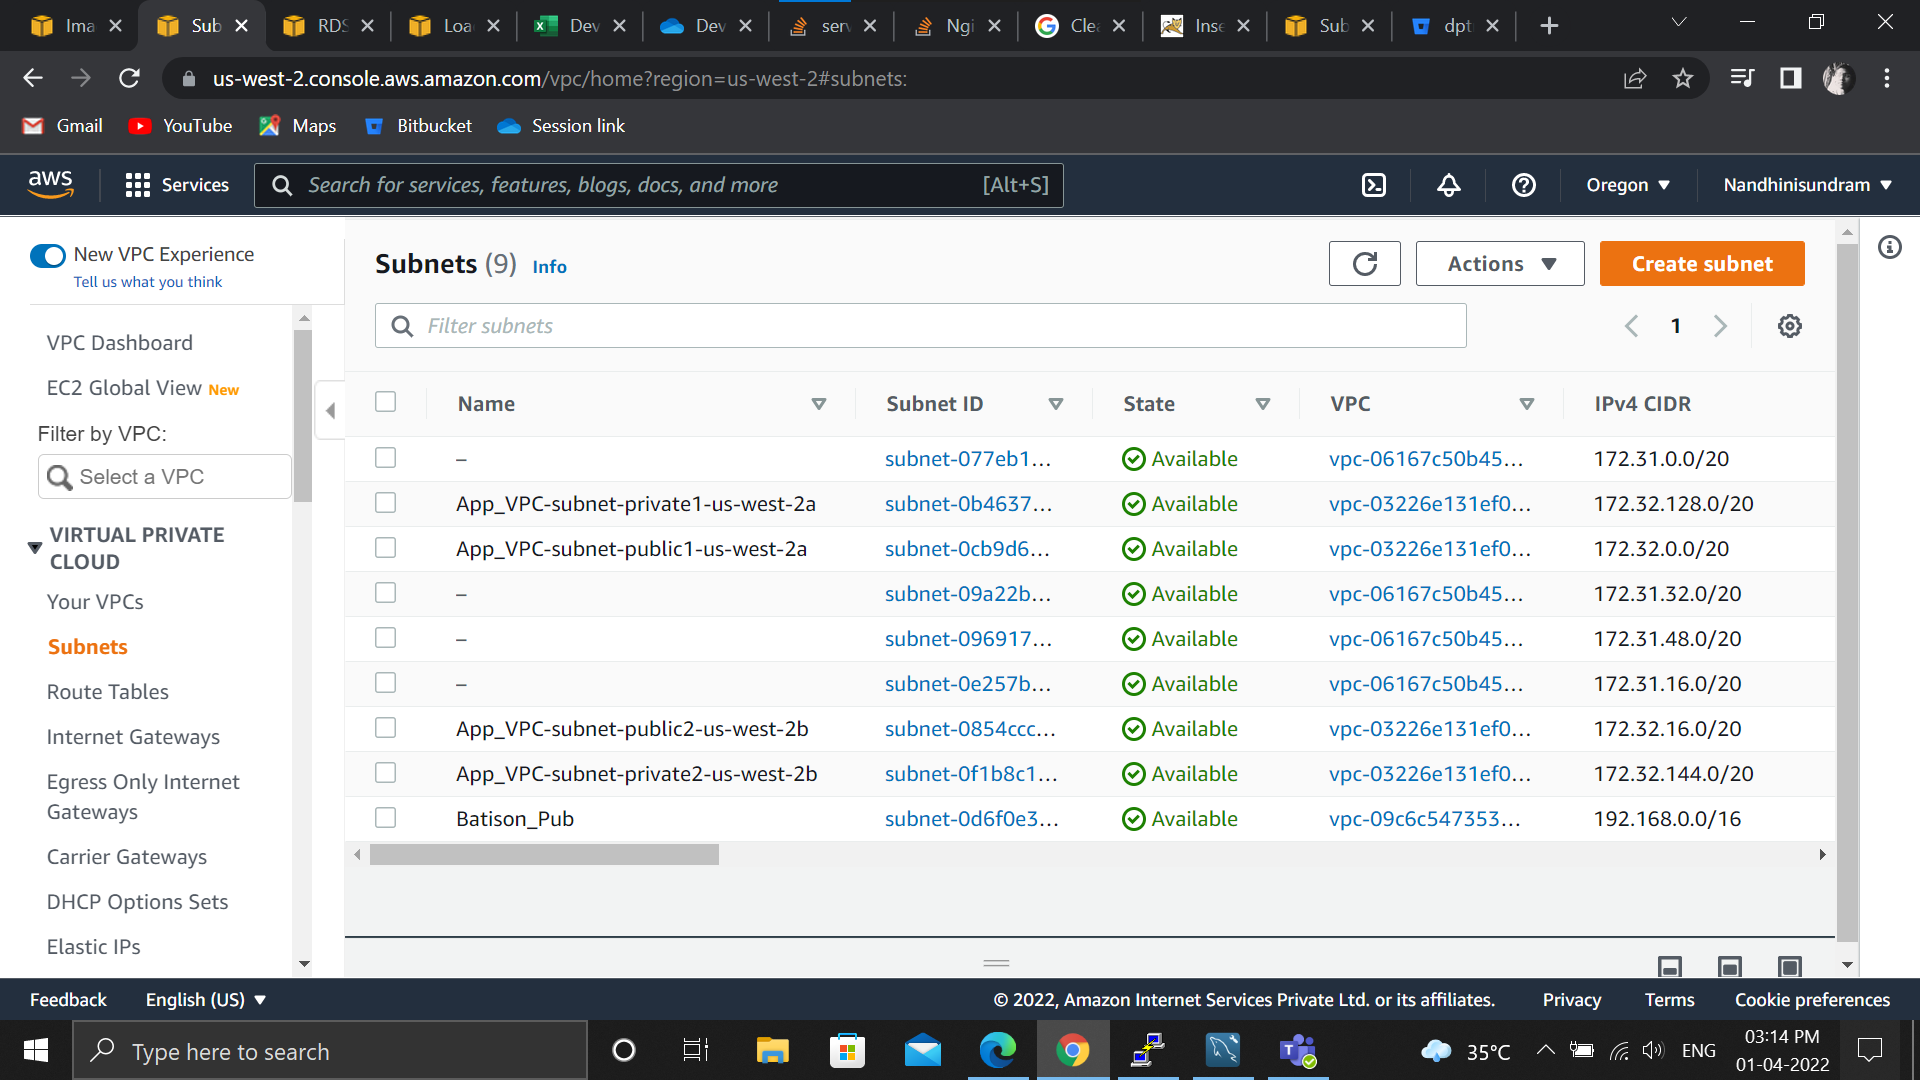 Ima
Sub
RDS
Loa
Dev
Dev
serv
Ngi
Clea
Inse
Sub
dpt
us-west-2.console.aws.amazon.com/vpc/home?region=us-west-2#subnets:
Gmail
YouTube
Maps
Bitbucket
Session link
aws
Services
Search for services, features, blogs, docs, and more
[Alt+S]
Oregon
Nandhinisundram
New VPC Experience
Tell us what you think
VPC Dashboard
EC2 Global View New
Filter by VPC:
Select a VPC
VIRTUAL PRIVATE
CLOUD
Your VPCs
Subnets
Route Tables
Internet Gateways
Egress Only Internet
Gateways
Carrier Gateways
DHCP Options Sets
Elastic IPs
Subnets (9) Info
Actions
Create subnet
Filter subnets
1
Name Subnet ID State VPC IPv4 CIDR
– subnet-077eb1... Available vpc-06167c50b45... 172.31.0.0/20
App_VPC-subnet-private1-us-west-2a subnet-0b4637... Available vpc-03226e131ef0... 172.32.128.0/20
App_VPC-subnet-public1-us-west-2a subnet-0cb9d6... Available vpc-03226e131ef0... 172.32.0.0/20
– subnet-09a22b... Available vpc-06167c50b45... 172.31.32.0/20
– subnet-096917... Available vpc-06167c50b45... 172.31.48.0/20
– subnet-0e257b... Available vpc-06167c50b45... 172.31.16.0/20
App_VPC-subnet-public2-us-west-2b subnet-0854ccc... Available vpc-03226e131ef0... 172.32.16.0/20
App_VPC-subnet-private2-us-west-2b subnet-0f1b8c1... Available vpc-03226e131ef0... 172.32.144.0/20
Batison_Pub subnet-0d6f0e3... Available vpc-09c6c547353... 192.168.0.0/16
Feedback
English (US)
© 2022, Amazon Internet Services Private Ltd. or its affiliates.
Privacy
Terms
Cookie preferences
Type here to search
35°C
ENG
03:14 PM
01-04-2022